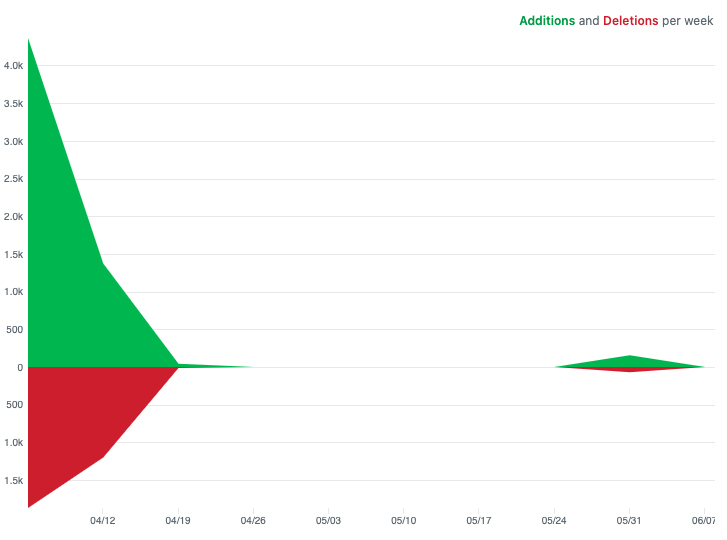 Additions and Deletions per week
4.0k
3.5k
3.0k
2.5k
2.0k
1.5k
1.0k
500
0
500
1.0k
1.5k
04/12 04/19 04/26 05/03 05/10 05/17 05/24 05/31 06/07